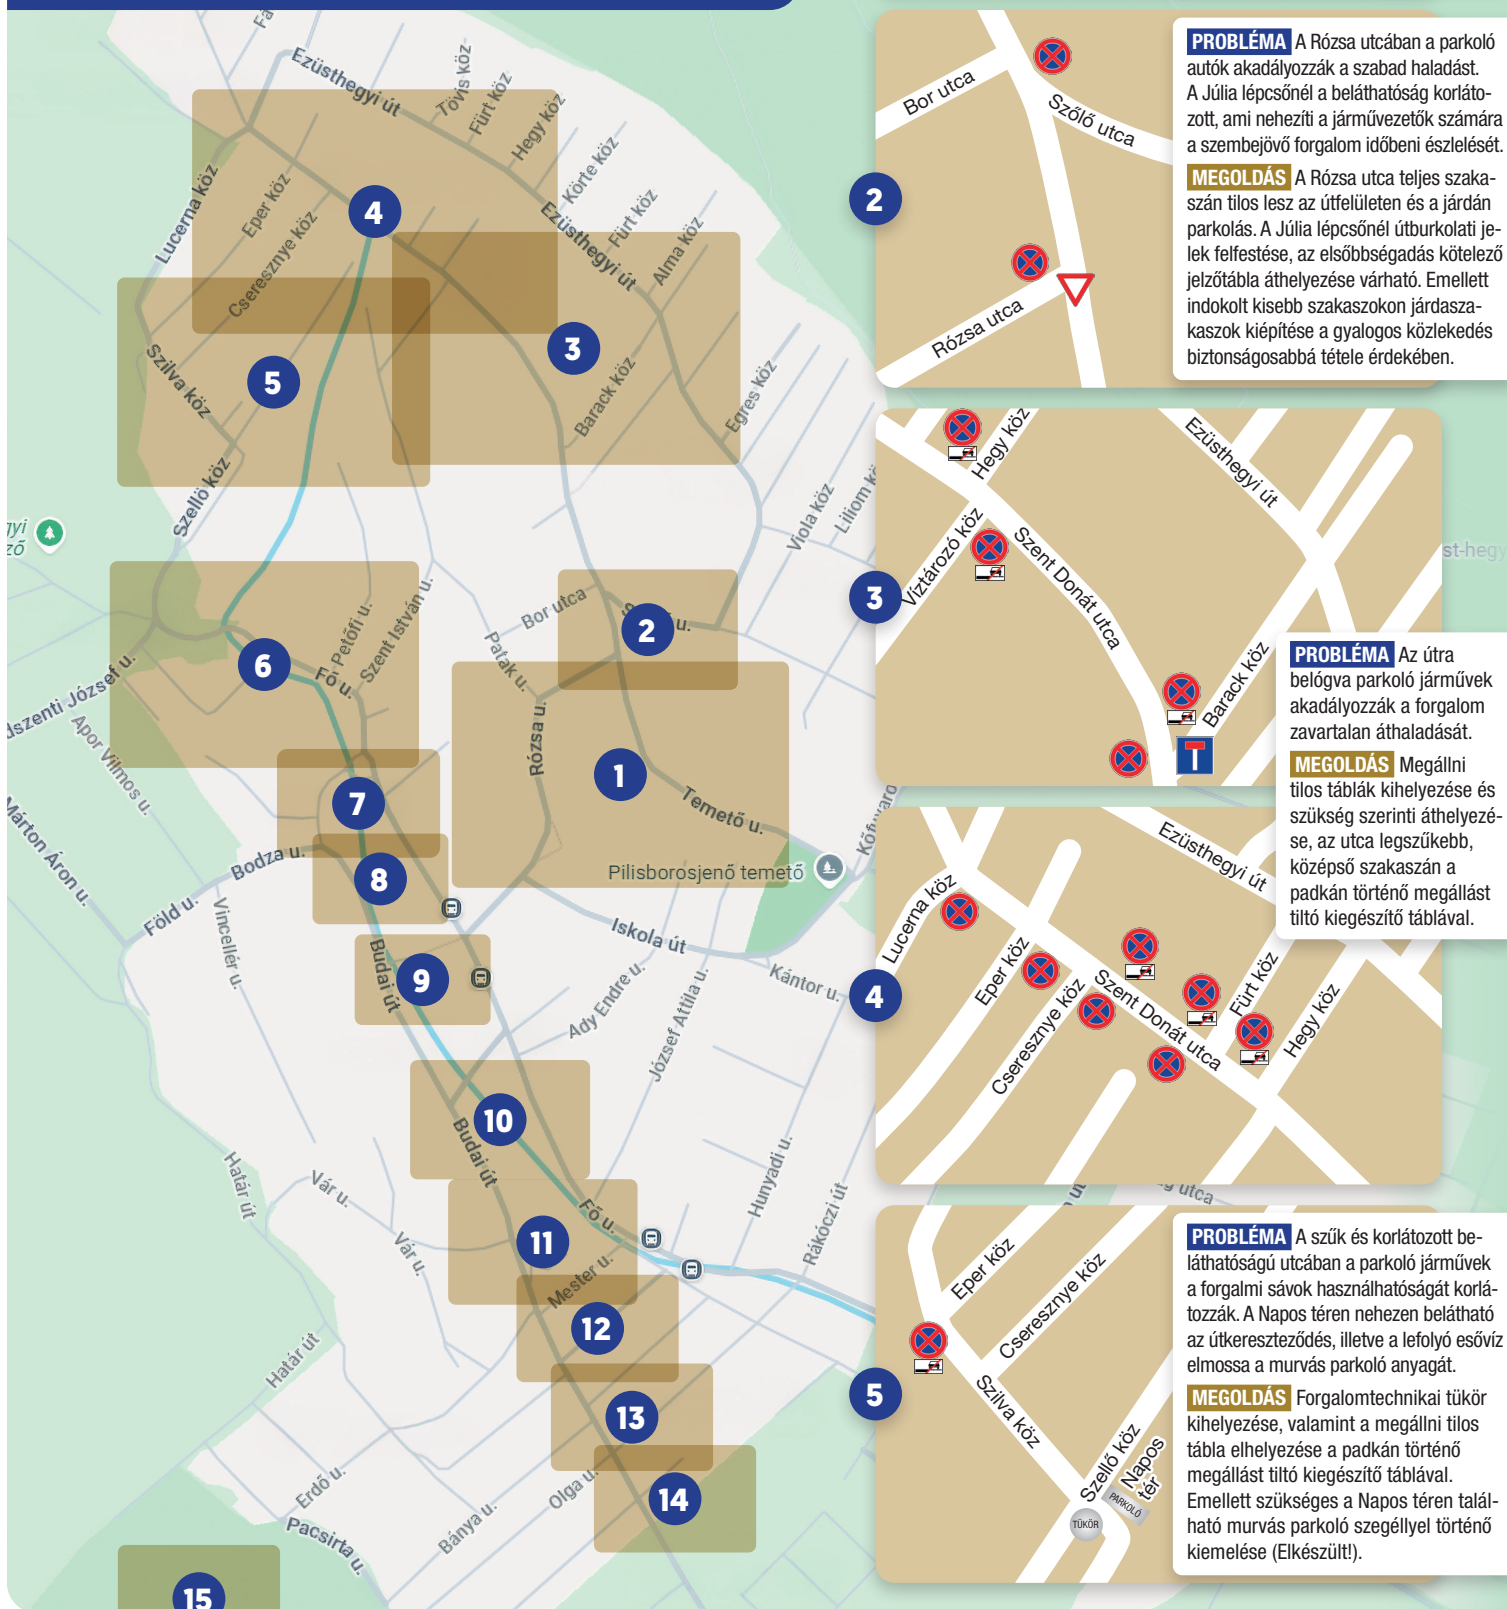 Ezüsthegyi út
Tövis köz
Fürt köz
Hegy köz
Körte köz
Fürt köz
Alma köz
Ezüsthegyi út
Lucerna köz
Eper köz
Cseresznye köz
4
3
5
Szilva köz
Barack köz
Egres köz
Szellő köz
Viola köz
Liliom
Bor utca
2
u.
Patak u.
Petőfi u.
Szent István u.
Fő u.
6
Rózsa u.
1
Temető u.
Apor Vilmos u.
Márton Áron u.
7
8
Bodza u.
Föld u.
Vincellér u.
Pilisborosjenő temető
Iskola út
Kántor u.
Budai út
9
Ady Endre u.
József Attila u.
10
Budai út
Hunyadi u.
Rákóczi út
Határ út
Vár u.
Vár u.
Fő u.
11
Mester u.
12
Határ út
13
14
Olga u.
Erdő u.
Bánya u.
Pacsirta u.
15
2
Bor utca
Szőlő utca
Rózsa utca
PROBLÉMA A Rózsa utcában a parkoló
autók akadályozzák a szabad haladást.
A Júlia lépcsőnél a beláthatóság korláto-
zott, ami nehezíti a járművezetők számára
a szembejövő forgalom időbeni észlelését.
MEGOLDÁS A Rózsa utca teljes szaka-
szán tilos lesz az útfelületen és a járdán
parkolás. A Júlia lépcsőnél útburkolati je-
lek felfestése, az elsőbbségadás kötelező
jelzőtábla áthelyezése várható. Emellett
indokolt kisebb szakaszokon járdasza-
kaszok kiépítése a gyalogos közlekedés
biztonságosabbá tétele érdekében.
3
Hegy köz
Ezüsthegyi út
Víztározó köz
Szent Donát utca
Barack köz
PROBLÉMA Az útra
belógva parkoló járművek
akadályozzák a forgalom
zavartalan áthaladását.
MEGOLDÁS Megállni
tilos táblák kihelyezése és
szükség szerinti áthelyezé-
se, az utca legszűkebb,
középső szakaszán a
padkán történő megállást
tiltó kiegészítő táblával.
4
Ezüsthegyi út
Lucerna köz
Eper köz
Cseresznye köz
Szent Donát utca
Fürt köz
Hegy köz
utca
5
Eper köz
Cseresznye köz
Szilva köz
Szellő köz
Napos
tér
PARKOLÓ
TÜKÖR
PROBLÉMA A szűk és korlátozott be-
láthatóságú utcában a parkoló járművek
a forgalmi sávok használhatóságát korlá-
tozzák. A Napos téren nehezen belátható
az útkereszteződés, illetve a lefolyó esővíz
elmossa a murvás parkoló anyagát.
MEGOLDÁS Forgalomtechnikai tükör
kihelyezése, valamint a megállni tilos
tábla elhelyezése a padkán történő
megállást tiltó kiegészítő táblával.
Emellett szükséges a Napos téren talál-
ható murvás parkoló szegéllyel történő
kiemelése (Elkészült!).